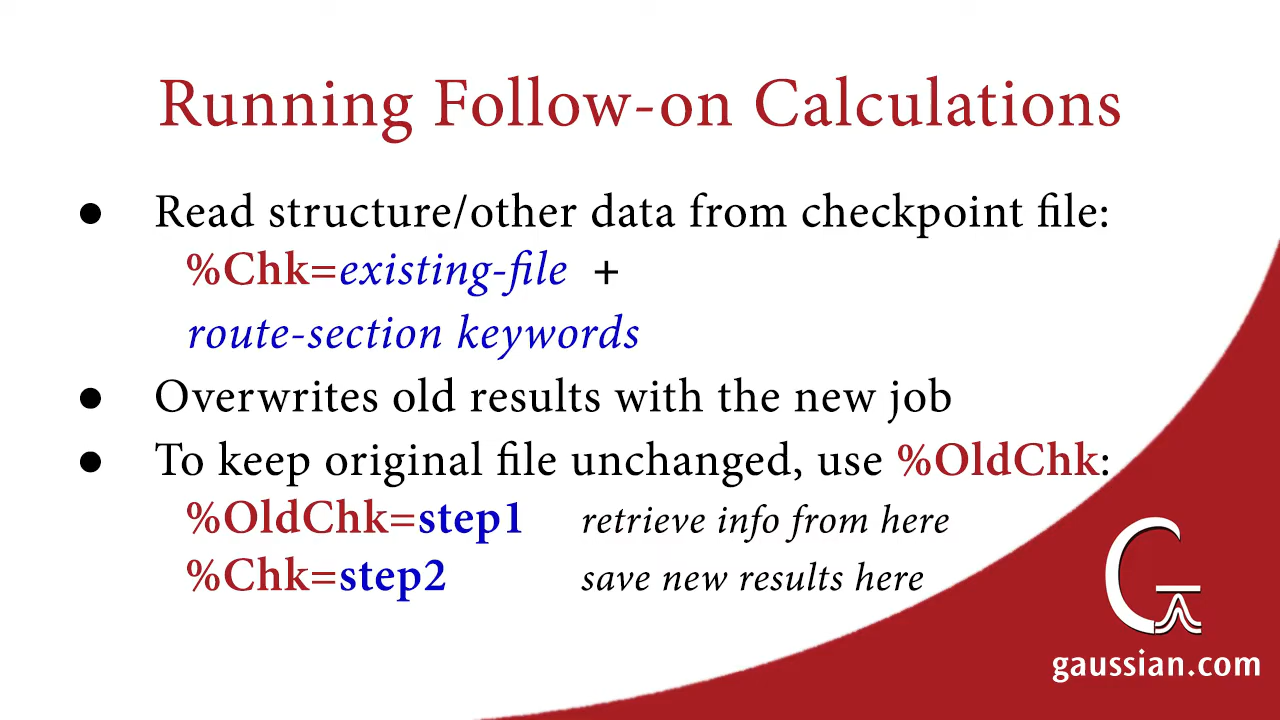 Running Follow-on Calculations
● Read structure/other data from checkpoint file:
%Chk=existing-file +
route-section keywords
● Overwrites old results with the new job
● To keep original file unchanged, use %OldChk:
%OldChk=step1 retrieve info from here
%Chk=step2 save new results here
G
gaussian.com